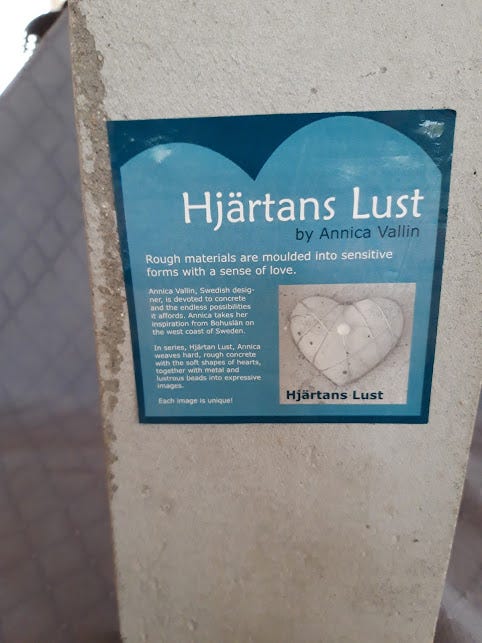 Hjärtans Lust
by Annica Vallin
Rough materials are moulded into sensitive
forms with a sense of love.
Annica Vallin, Swedish desig-
ner, is devoted to concrete
and the endless possibilities
it affords. Annica takes her
inspiration from Bohuslän on
the west coast of Sweden.
In series, Hjärtan Lust, Annica
weaves hard, rough concrete
with the soft shapes of hearts,
together with metal and
lustrous beads into expressive
images.
Each image is unique!
Hjärtans Lust